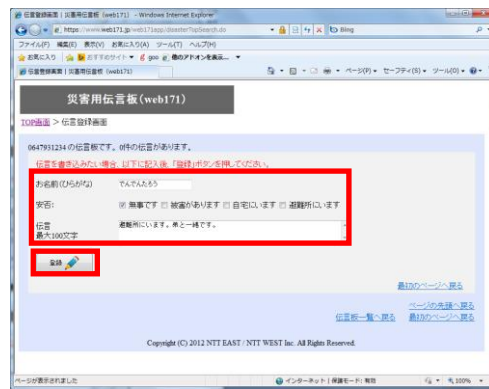 伝言登録画面 | 災害用伝言板 (web171) - Windows Internet Explorer
https://www.web171.jp/web171app/disasterTopSearch.do
Bing
ファイル(F) 編集(E) 表示(V) お気に入り(A) ツール(T) ヘルプ(H)
お気に入り おすすめサイト goo 他のアドオンを表示...
伝言登録画面 | 災害用伝言板 (web171)
ページ(P) セーフティ(S) ツール(O)
災害用伝言板(web171)
TOP画面 > 伝言登録画面
0647931234 の伝言板です。0件の伝言があります。
伝言を書き込みたい場合、以下に記入後、「登録」ボタンを押してください。
お名前(ひらがな) でんでんたろう
安否: 無事です 被害があります 自宅にいます 避難所にいます
伝言 避難所にいます。弟と一緒です。
最大100文字
登録
最初のページへ戻る
ページの先頭へ戻る
伝言板一覧へ戻る 最初のページへ戻る
Copyright (C) 2012 NTT EAST / NTT WEST Inc. All Rights Reserved.
ページが表示されました インターネット | 保護モード: 有効 100%